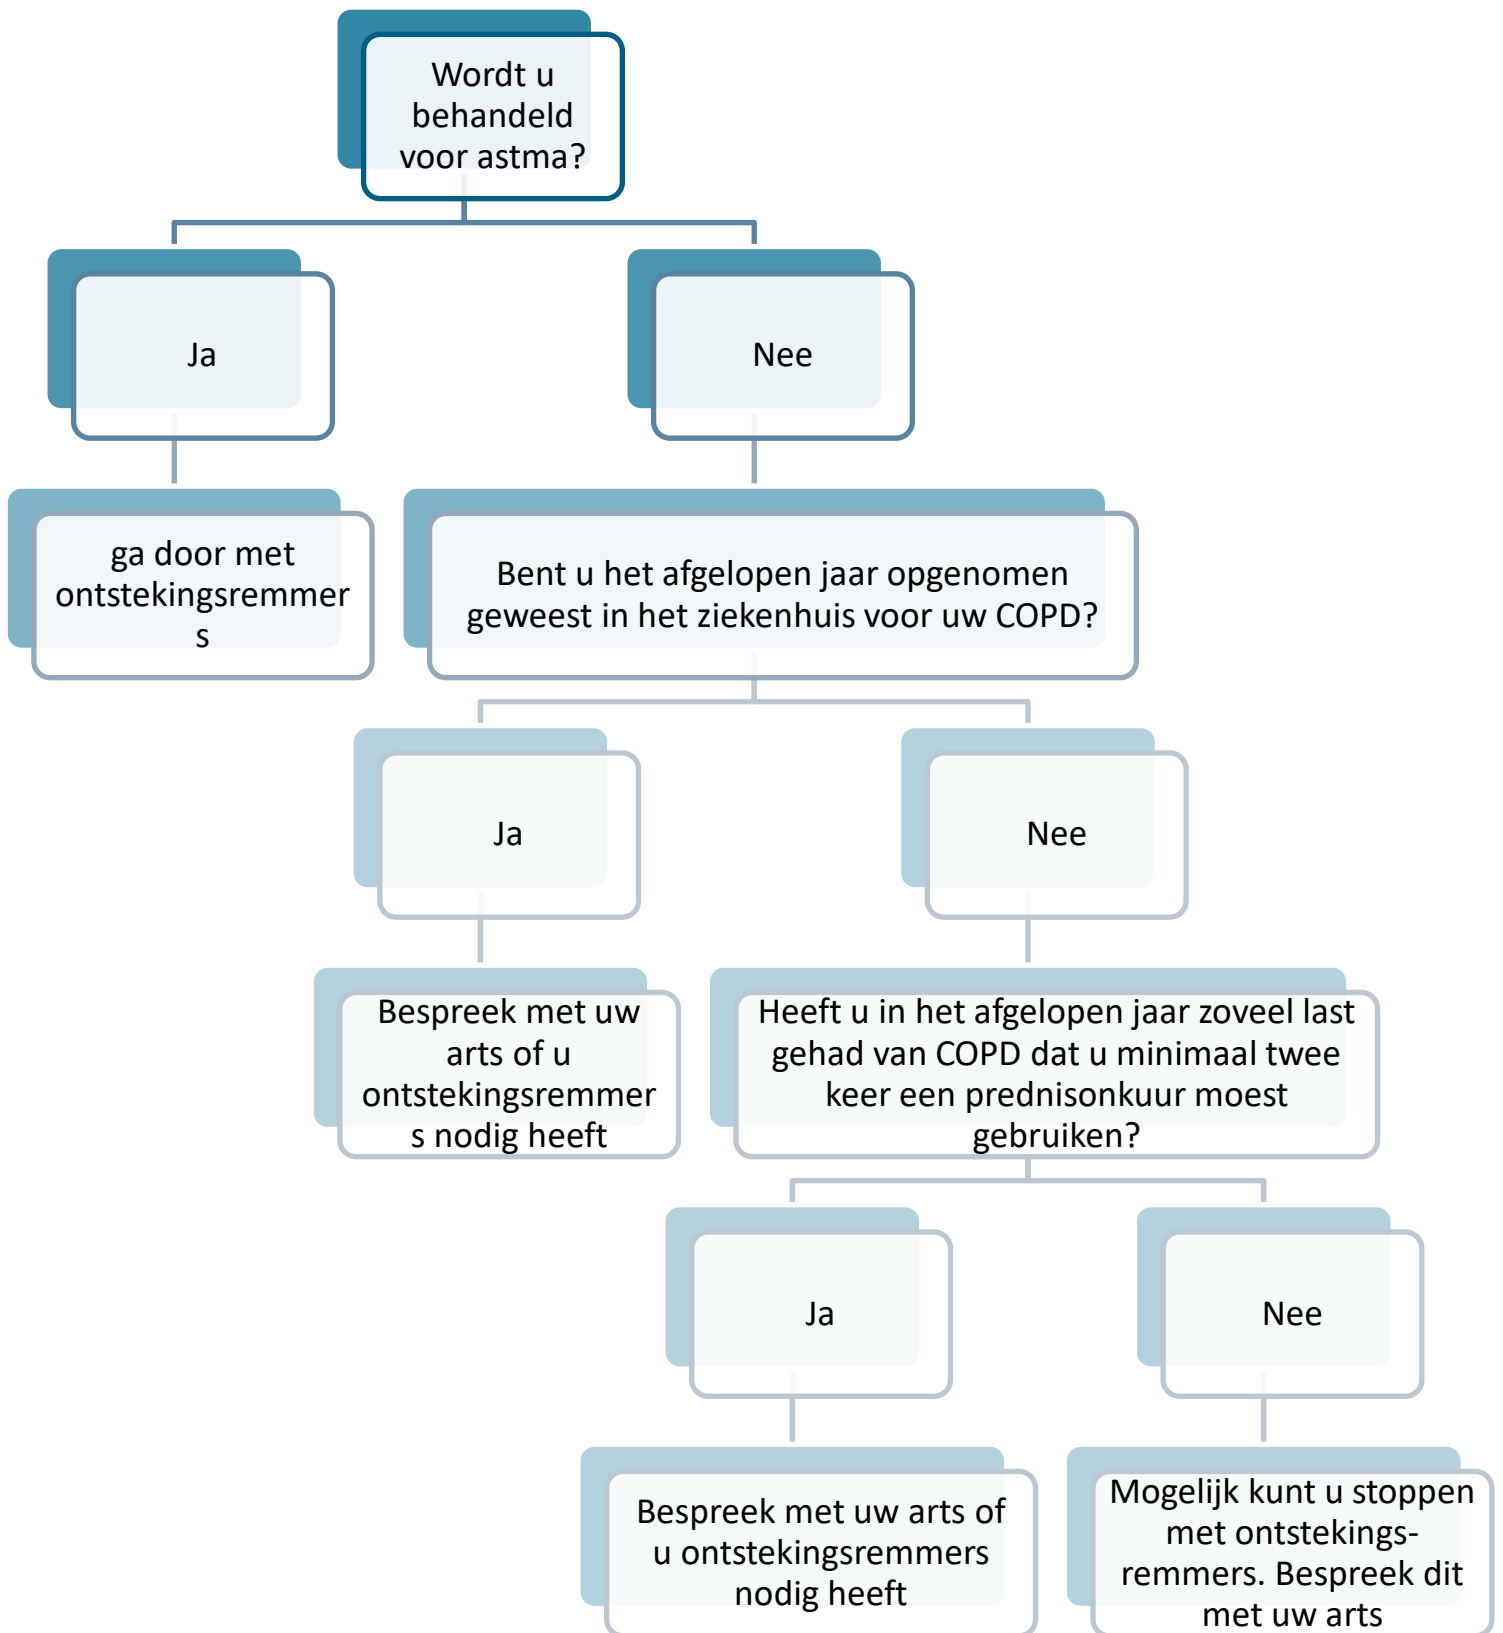 Wordt u
behandeld
voor astma?
Ja
Nee
ga door met
ontstekingsremmer
s
Bent u het afgelopen jaar opgenomen
geweest in het ziekenhuis voor uw COPD?
Ja
Nee
Bespreek met uw
arts of u
ontstekingsremmer
s nodig heeft
Heeft u in het afgelopen jaar zoveel last
gehad van COPD dat u minimaal twee
keer een prednisonkuur moest
gebruiken?
Ja
Nee
Bespreek met uw arts of
u ontstekingsremmers
nodig heeft
Mogelijk kunt u stoppen
met ontstekings-
remmers. Bespreek dit
met uw arts